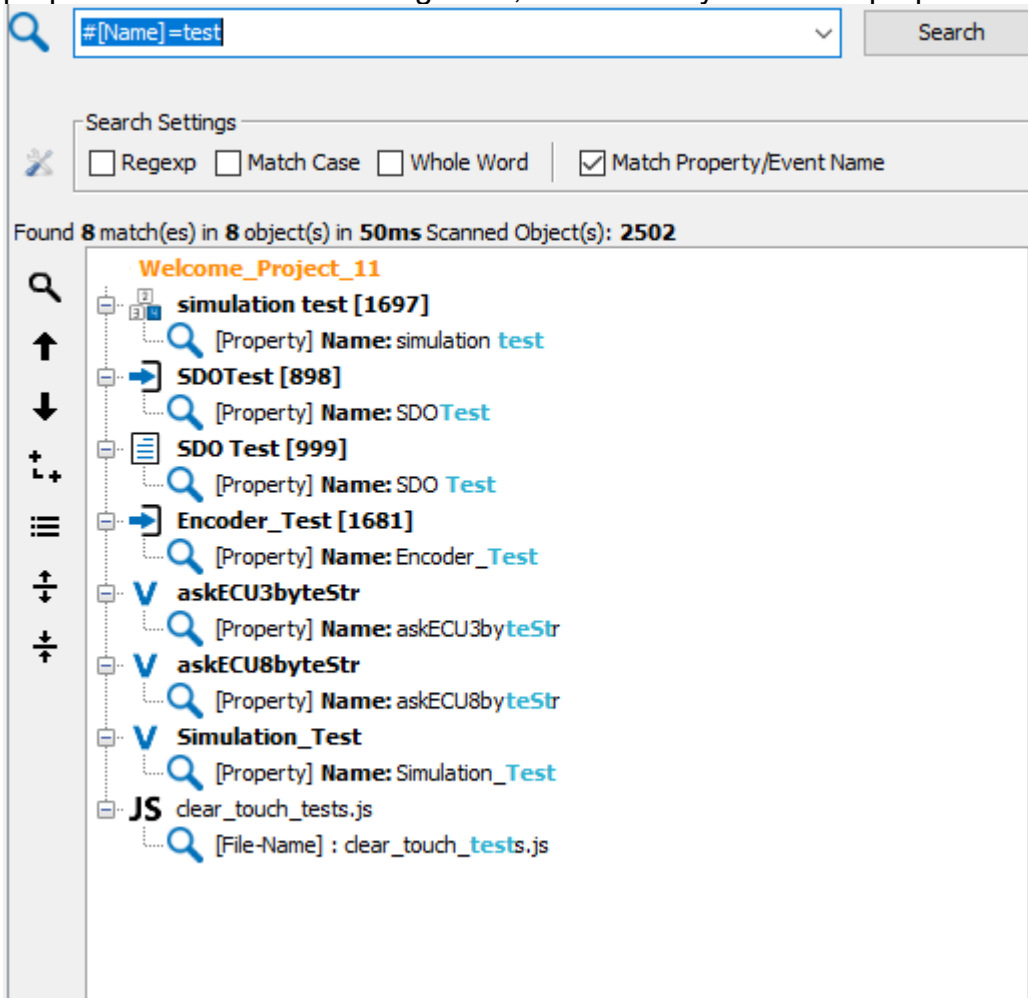 #[Name]=test
Search
Search Settings
Regexp Match Case Whole Word Match Property/Event Name
Found 8 match(es) in 8 object(s) in 50ms Scanned Object(s): 2502
Welcome_Project_11
simulation test [1697]
[Property] Name: simulation test
SDOTest [898]
[Property] Name: SDOTest
SDO Test [999]
[Property] Name: SDO Test
Encoder_Test [1681]
[Property] Name: Encoder_Test
V askECU3byteStr
[Property] Name: askECU3byteStr
V askECU8byteStr
[Property] Name: askECU8byteStr
V Simulation_Test
[Property] Name: Simulation_Test
JS clear_touch_tests.js
[File-Name] : clear_touch_tests.js